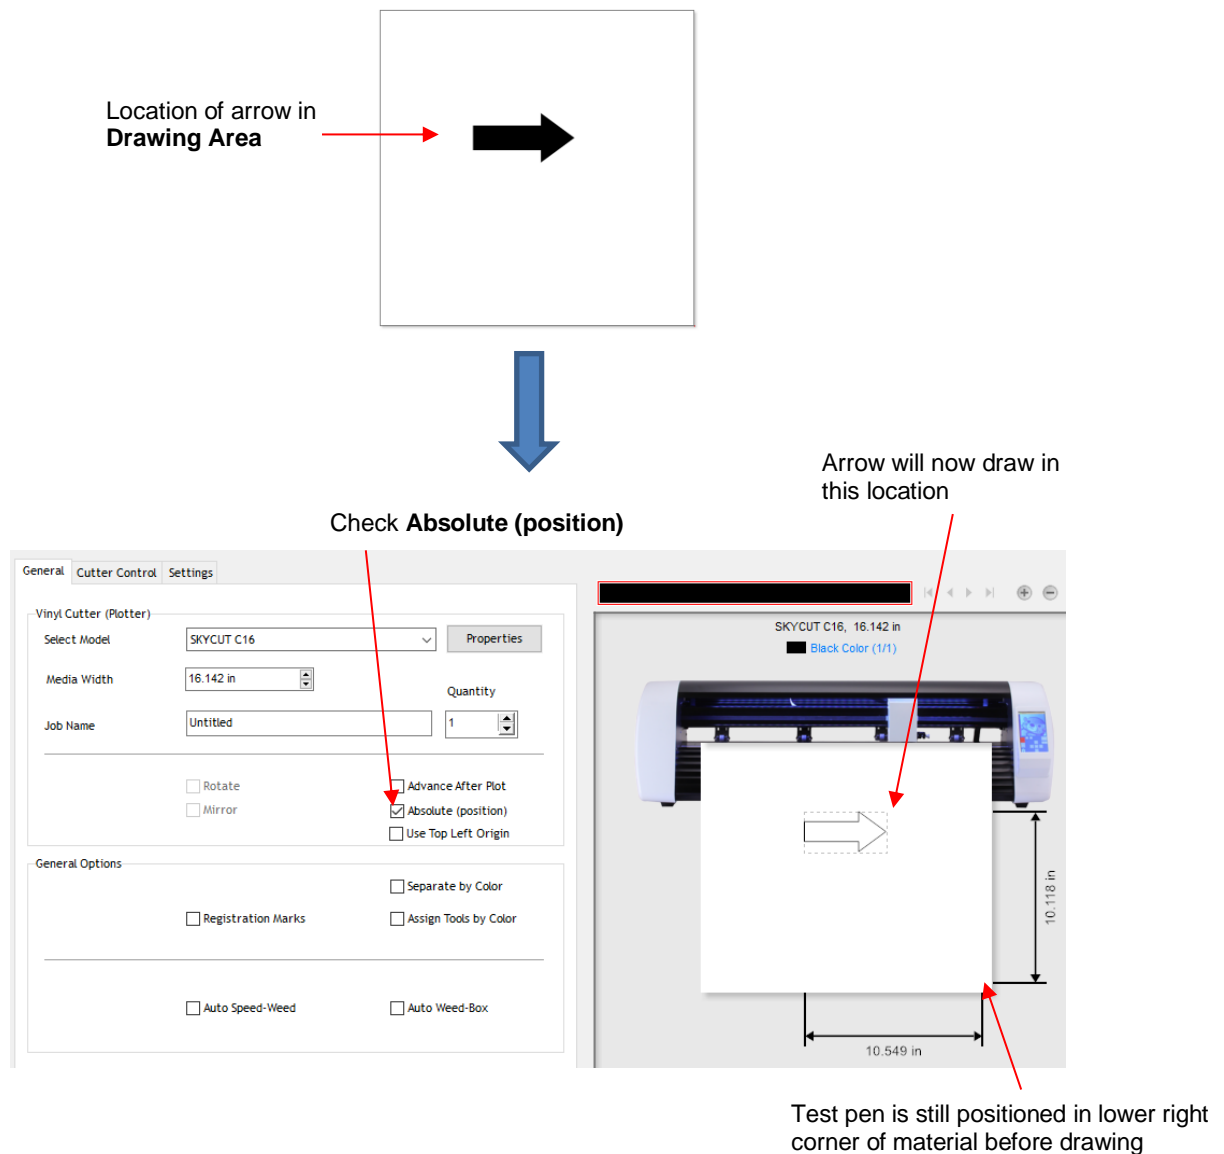 Location of arrow in
Drawing Area
Arrow will now draw in
this location
Check Absolute (position)
General Cutter Control Settings
Vinyl Cutter (Plotter)
Select Model SKYCUT C16 Properties
Media Width 16.142 in
Quantity
Job Name Untitled 1
Rotate Advance After Plot
Mirror Absolute (position)
Use Top Left Origin
General Options
Separate by Color
Registration Marks Assign Tools by Color
Auto Speed-Weed Auto Weed-Box
SKYCUT C16, 16.142 in
Black Color (1/1)
10.118 in
10.549 in
Test pen is still positioned in lower right
corner of material before drawing